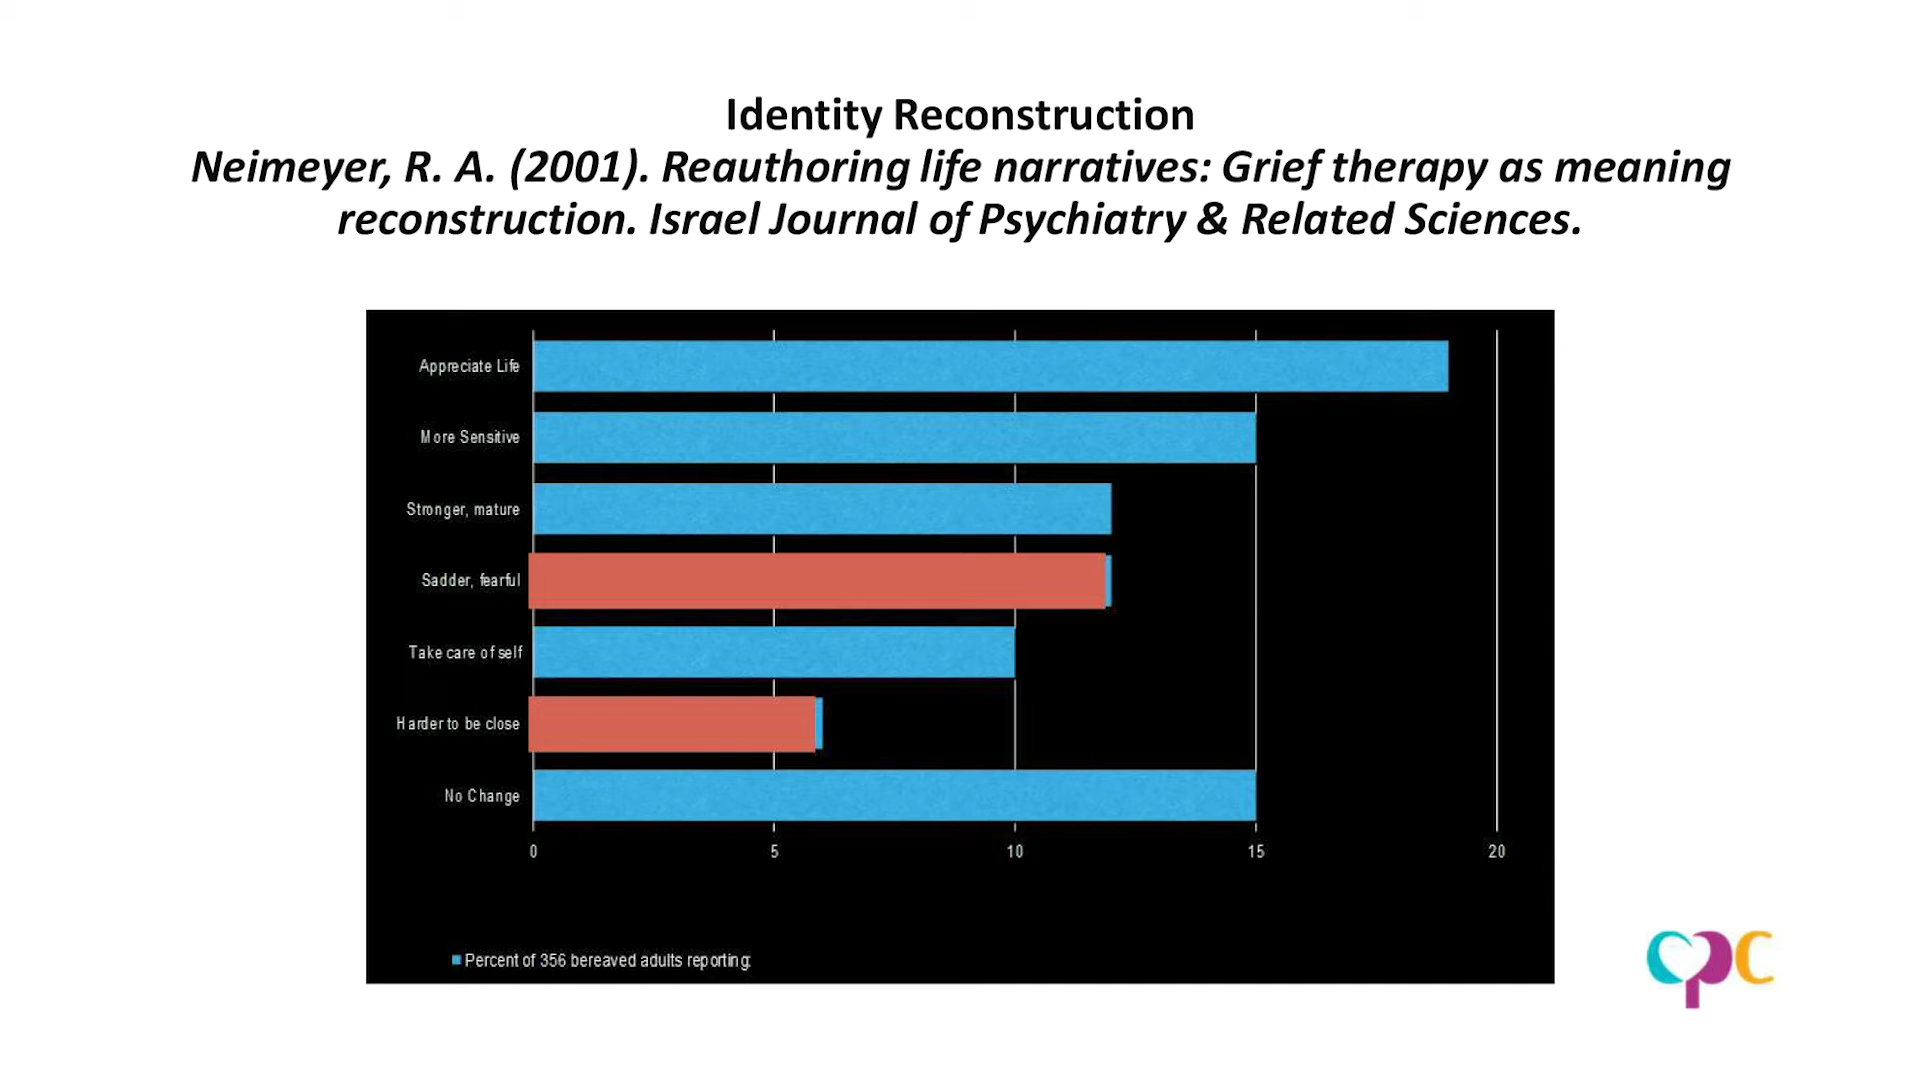 Identity Reconstruction
Neimeyer, R. A. (2001). Reauthoring life narratives: Grief therapy as meaning
reconstruction. Israel Journal of Psychiatry & Related Sciences.
Appreciate Life
More Sensitive
Stronger, mature
Sadder, fearful
Take care of self
Harder to be close
No Change
0 5 10 15 20
Percent of 356 bereaved adults reporting:
cpc